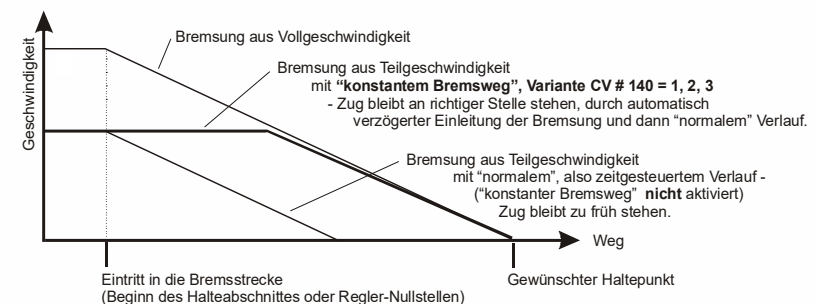 Geschwindigkeit
Bremsung aus Vollgeschwindigkeit
Bremsung aus Teilgeschwindigkeit
mit “konstantem Bremsweg”, Variante CV # 140 = 1, 2, 3
- Zug bleibt an richtiger Stelle stehen, durch automatisch
verzögerter Einleitung der Bremsung und dann “normalem” Verlauf.
Bremsung aus Teilgeschwindigkeit
mit “normalem”, also zeitgesteuertem Verlauf -
(“konstanter Bremsweg” nicht aktiviert)
Zug bleibt zu früh stehen.
Weg
Eintritt in die Bremsstrecke
(Beginn des Halteabschnittes oder Regler-Nullstellen)
Gewünschter Haltepunkt